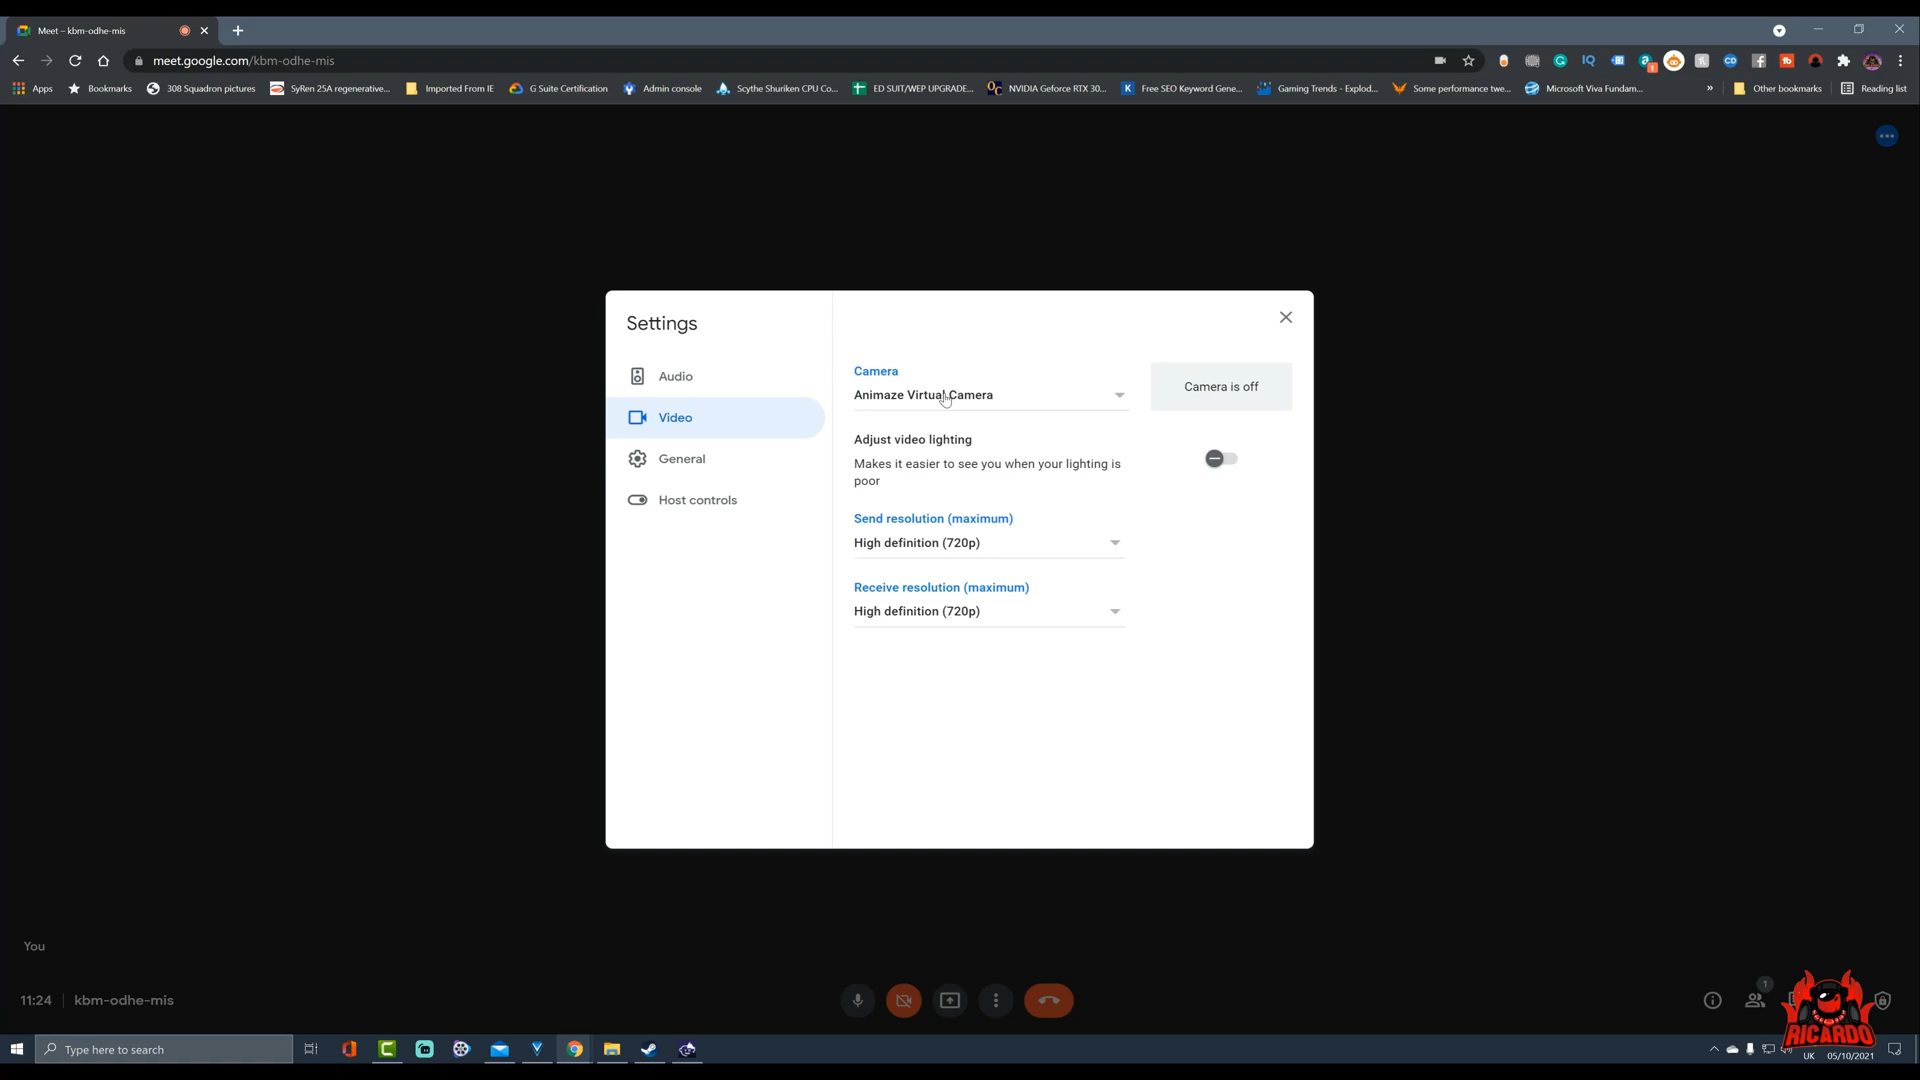 Meet – kbm-odhe-mis
meet.google.com/kbm-odhe-mis
Apps
Bookmarks
308 Squadron pictures
SyRen 25A regenerative...
Imported From IE
G Suite Certification
Admin console
Scythe Shuriken CPU Co...
ED SUIT/WEP UPGRADE...
NVIDIA Geforce RTX 30...
Free SEO Keyword Gene...
Gaming Trends - Explod...
Some performance twe...
Microsoft Viva Fundam...
»
Other bookmarks
Reading list
Settings
Audio
Video
General
Host controls
Camera
Animaze Virtual Camera
Camera is off
Adjust video lighting
Makes it easier to see you when your lighting is
poor
Send resolution (maximum)
High definition (720p)
Receive resolution (maximum)
High definition (720p)
You
11:24
kbm-odhe-mis
1
RICARDO
Type here to search
UK
05/10/2021